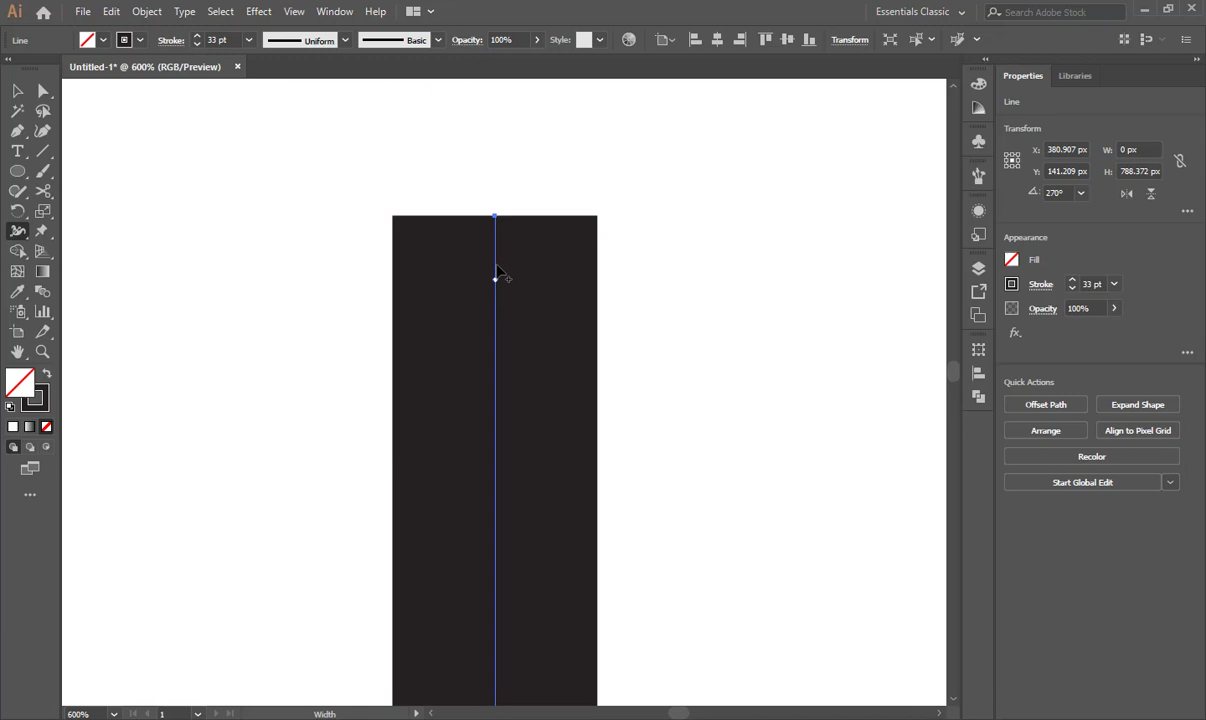 Ai File Edit Object Type Select Effect View Window Help Essentials Classic Search Adobe Stock
Line Stroke: 33 pt Uniform Basic Opacity: 100% Style: Transform
Untitled-1* @ 600% (RGB/Preview)
Properties Libraries
Line
Transform
X: 380.907 px W: 0 px
Y: 141.209 px H: 788.372 px
270°
Appearance
Fill
Stroke 33 pt
Opacity 100%
fx.
Quick Actions
Offset Path Expand Shape
Arrange Align to Pixel Grid
Recolor
Start Global Edit
600% 1 Width